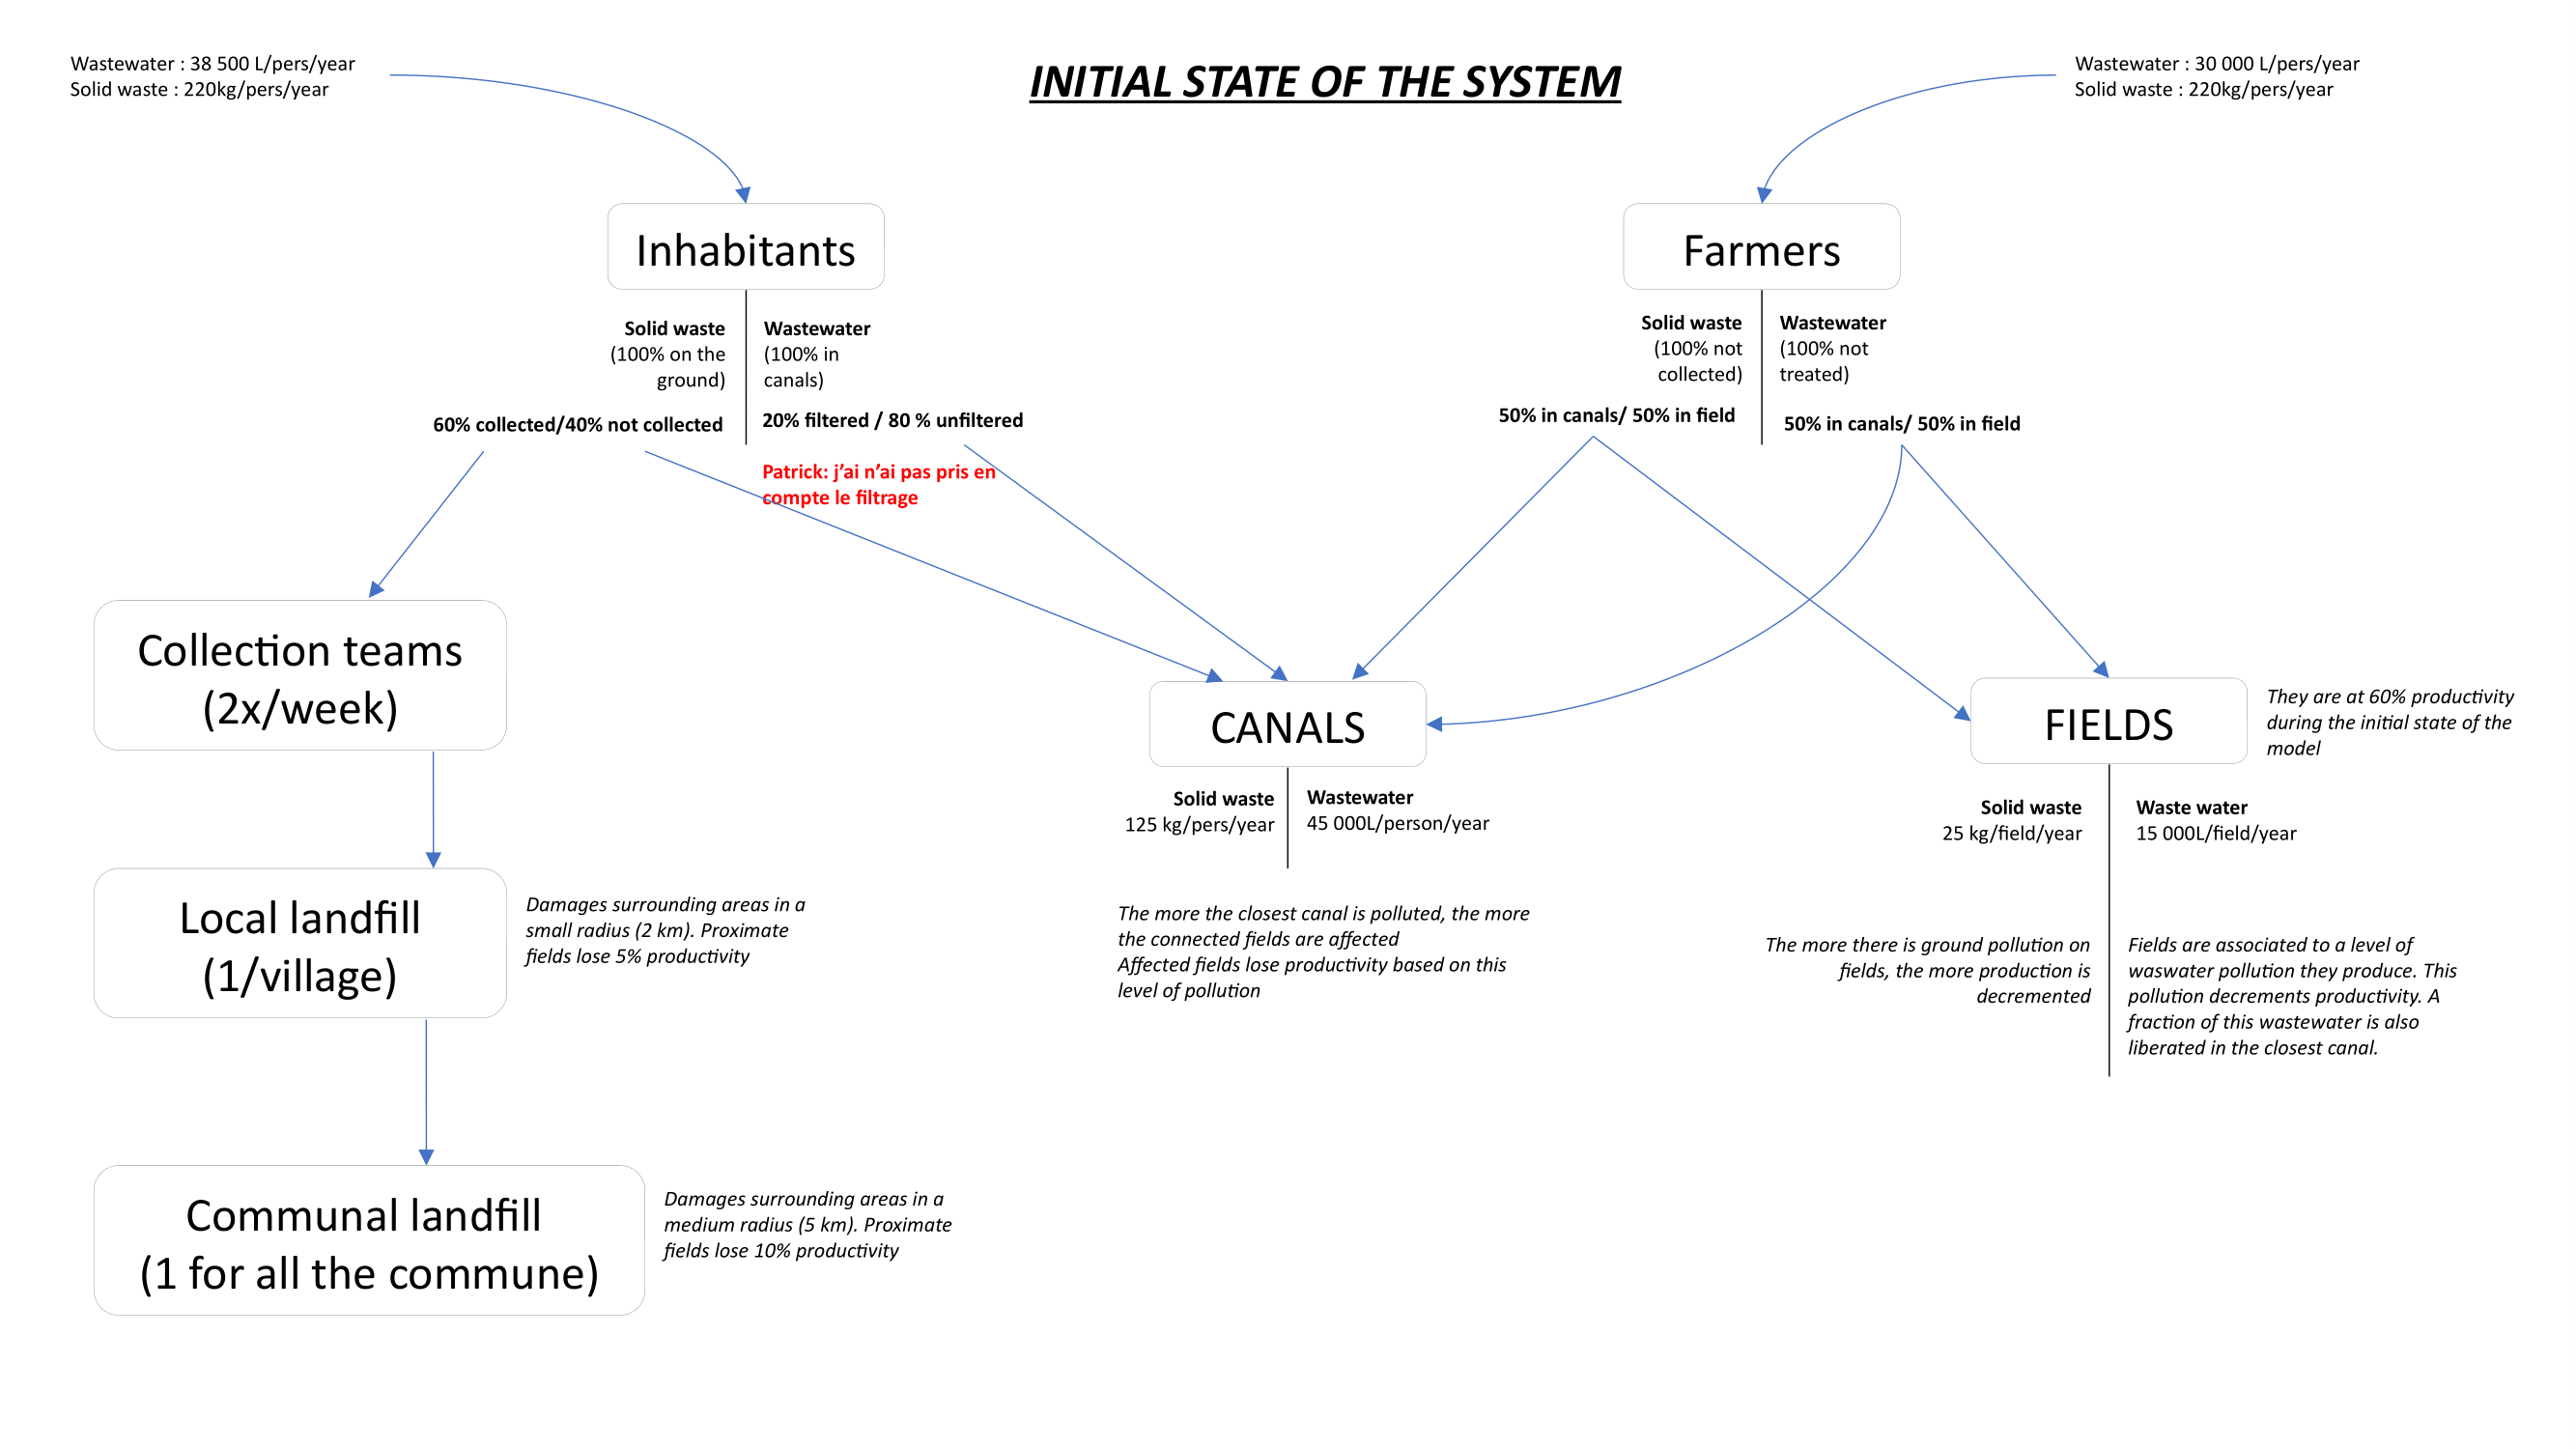 INITIAL STATE OF THE SYSTEM
Wastewater : 38 500 L/pers/year
Solid waste : 220kg/pers/year
Wastewater : 30 000 L/pers/year
Solid waste : 220kg/pers/year
Inhabitants
Solid waste
(100% on the
ground)
Wastewater
(100% in
canals)
60% collected/40% not collected
20% filtered / 80 % unfiltered
Patrick: j’ai n’ai pas pris en
compte le filtrage
Farmers
Solid waste
(100% not
collected)
Wastewater
(100% not
treated)
50% in canals/ 50% in field
50% in canals/ 50% in field
Collection teams
(2x/week)
Local landfill
(1/village)
Damages surrounding areas in a
small radius (2 km). Proximate
fields lose 5% productivity
Communal landfill
(1 for all the commune)
Damages surrounding areas in a
medium radius (5 km). Proximate
fields lose 10% productivity
CANALS
Solid waste
125 kg/pers/year
Wastewater
45 000L/person/year
The more the closest canal is polluted, the more
the connected fields are affected
Affected fields lose productivity based on this
level of pollution
FIELDS
They are at 60% productivity
during the initial state of the
model
Solid waste
25 kg/field/year
Waste water
15 000L/field/year
The more there is ground pollution on
fields, the more production is
decremented
Fields are associated to a level of
waswater pollution they produce. This
pollution decrements productivity. A
fraction of this wastewater is also
liberated in the closest canal.